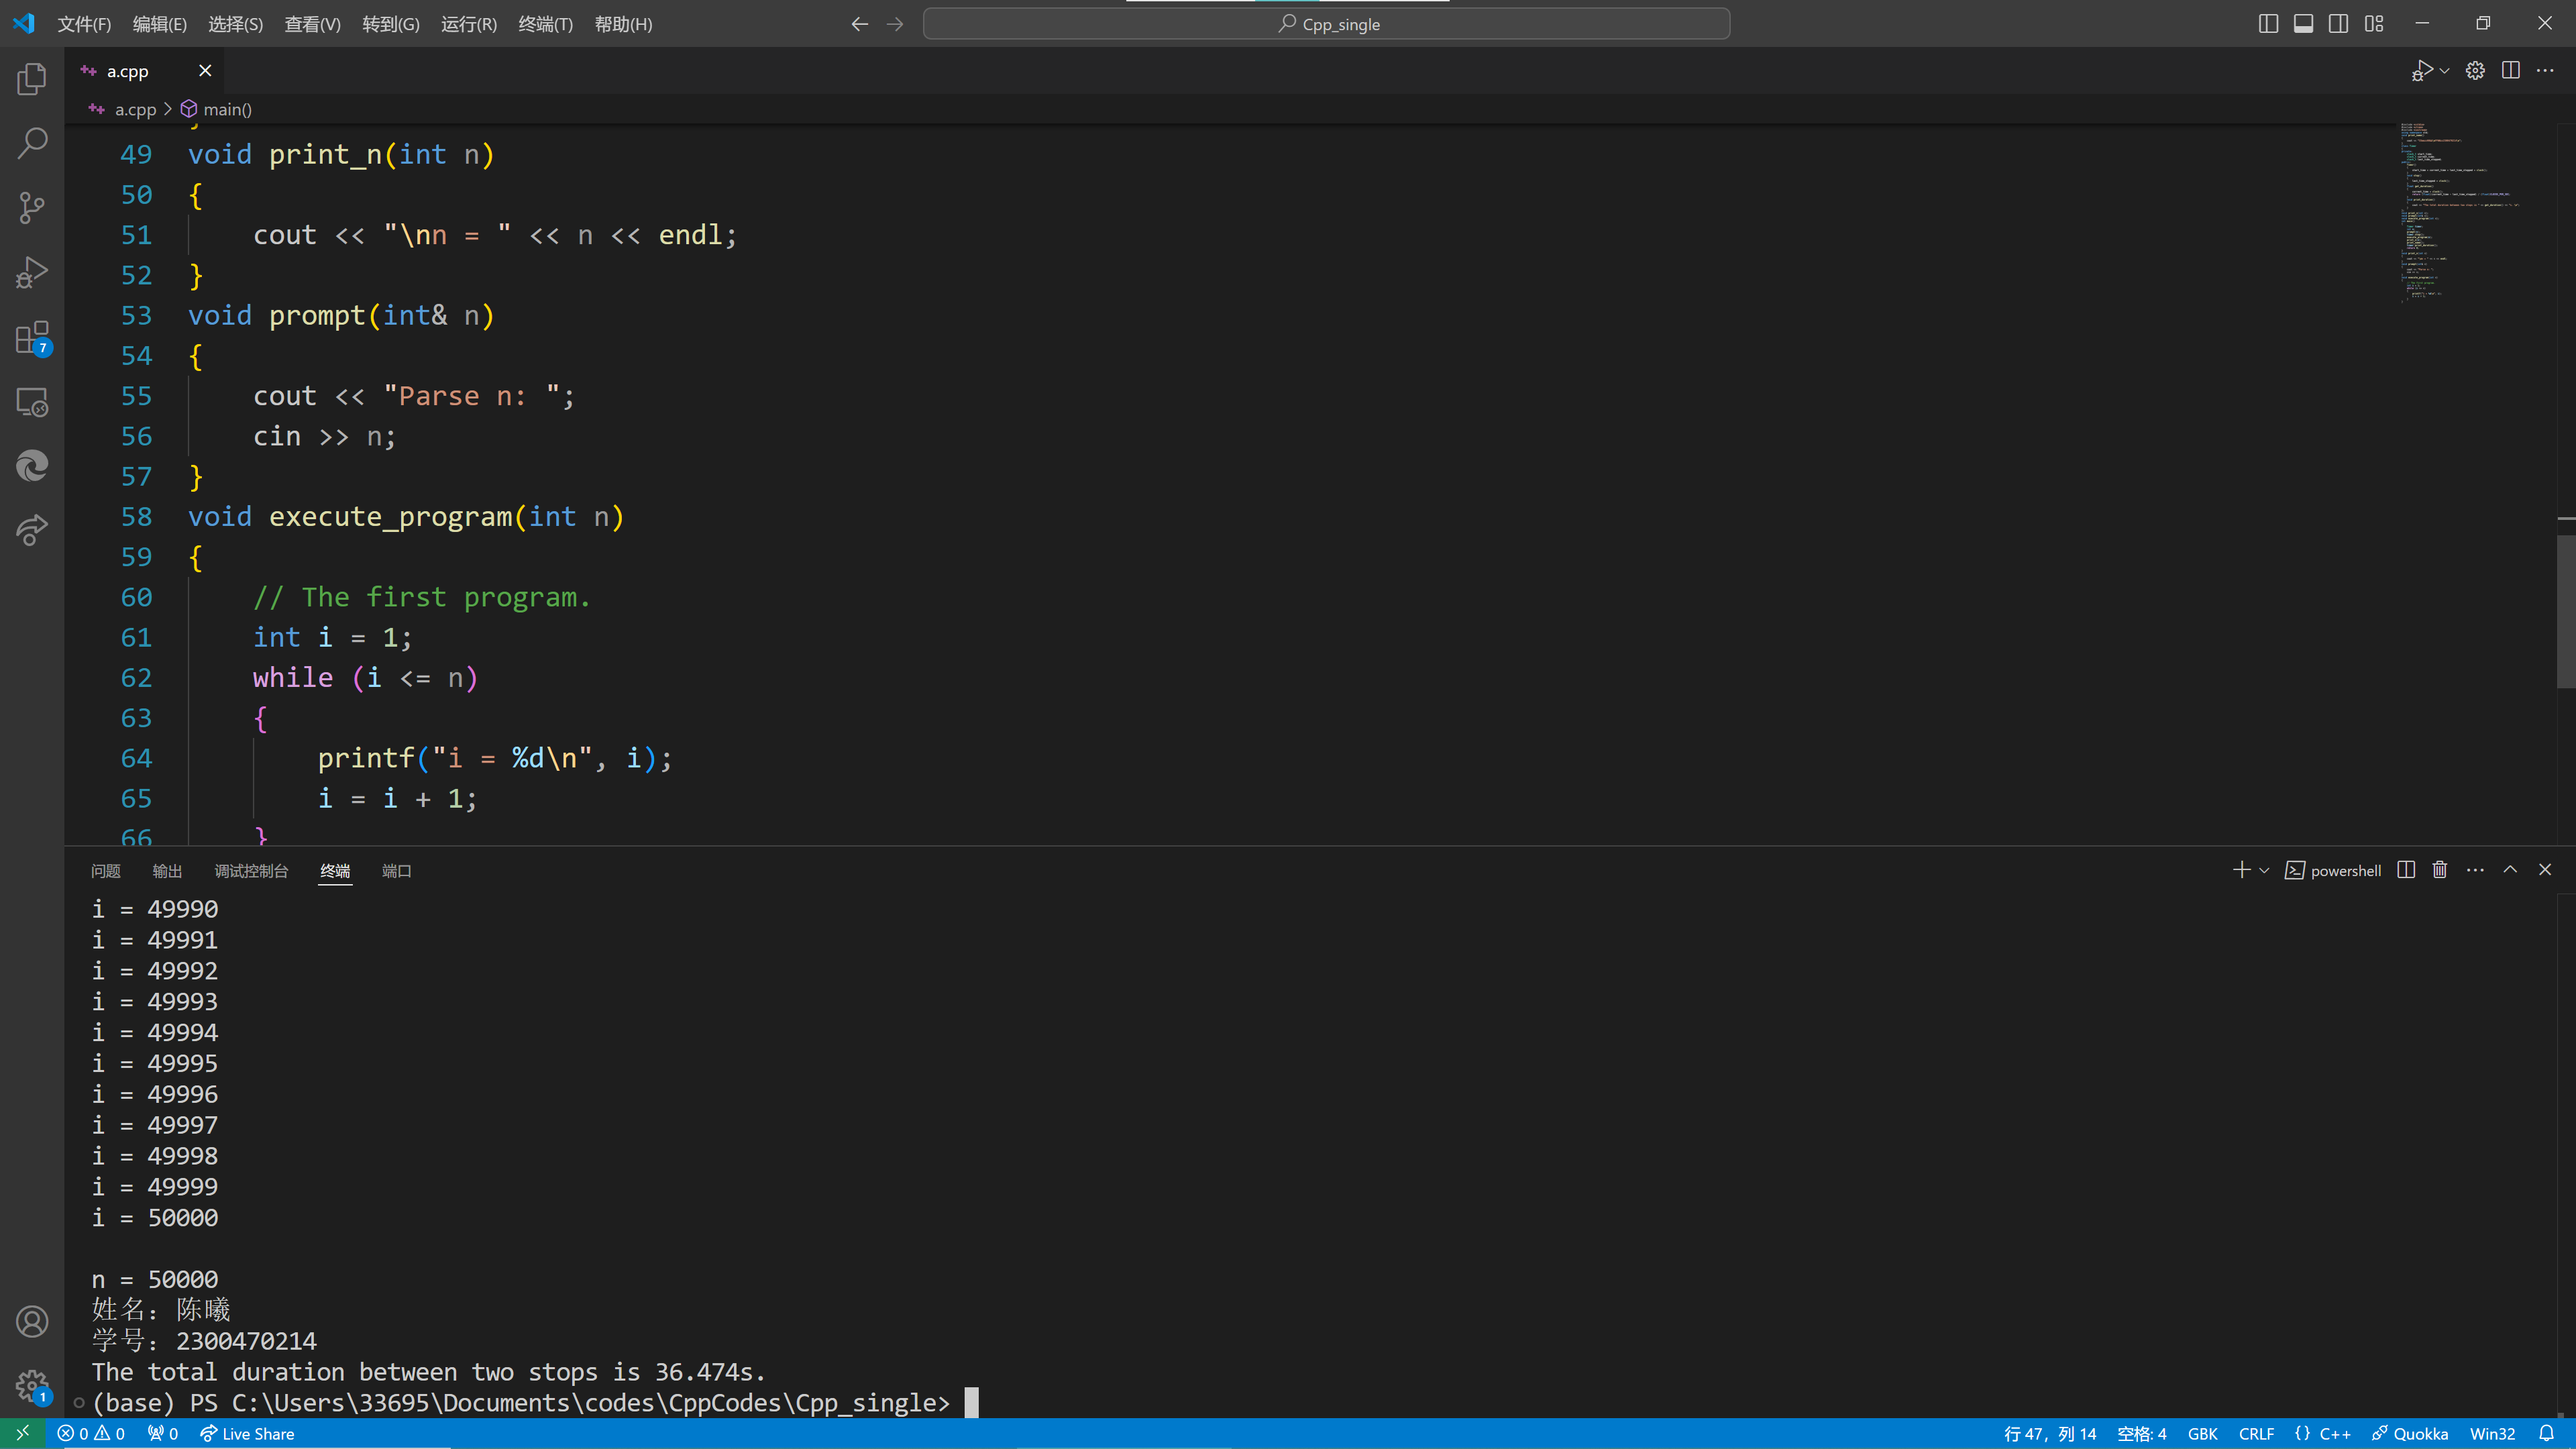 文件(F) 编辑(E) 选择(S) 查看(V) 转到(G) 运行(R) 终端(T) 帮助(H) Cpp_single
a.cpp
a.cpp > main()
49 void print_n(int n)
50 {
51 cout << "\nn = " << n << endl;
52 }
53 void prompt(int& n)
54 {
55 cout << "Parse n: ";
56 cin >> n;
57 }
58 void execute_program(int n)
59 {
60 // The first program.
61 int i = 1;
62 while (i <= n)
63 {
64 printf("i = %d\n", i);
65 i = i + 1;
66 }
7
问题 输出 调试控制台 终端 端口 powershell
i = 49990
i = 49991
i = 49992
i = 49993
i = 49994
i = 49995
i = 49996
i = 49997
i = 49998
i = 49999
i = 50000
n = 50000
姓名：陈曦
学号：2300470214
The total duration between two stops is 36.474s.
(base) PS C:\Users\33695\Documents\codes\CppCodes\Cpp_single>
1
0 0 0 Live Share 行 47，列 14 空格: 4 GBK CRLF {} C++ Quokka Win32